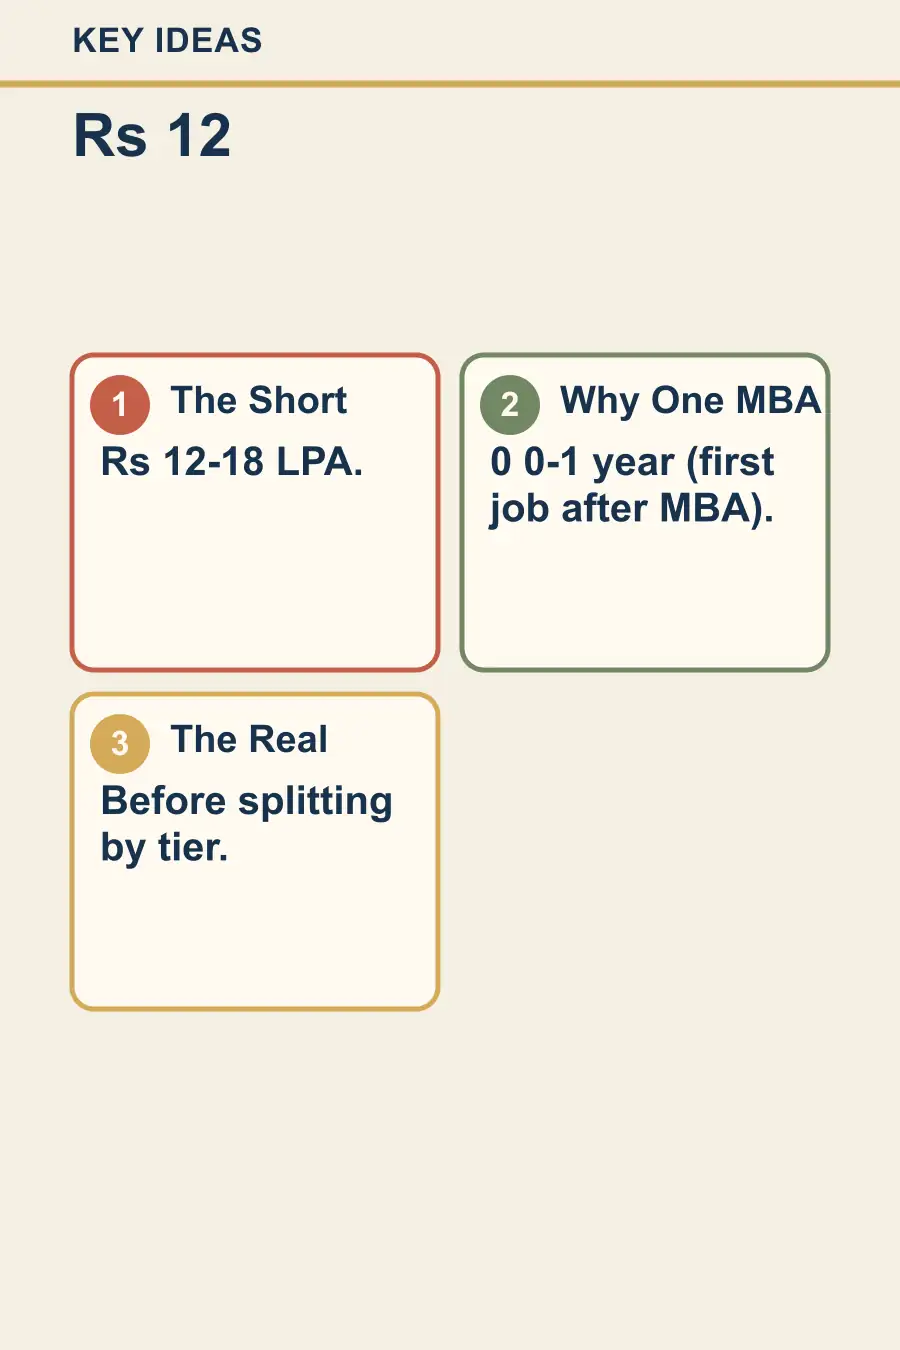 KEY IDEAS
Rs 12
1 The Short
Rs 12-18 LPA.
2 Why One MBA
0 0-1 year (first
job after MBA).
3 The Real
Before splitting
by tier.